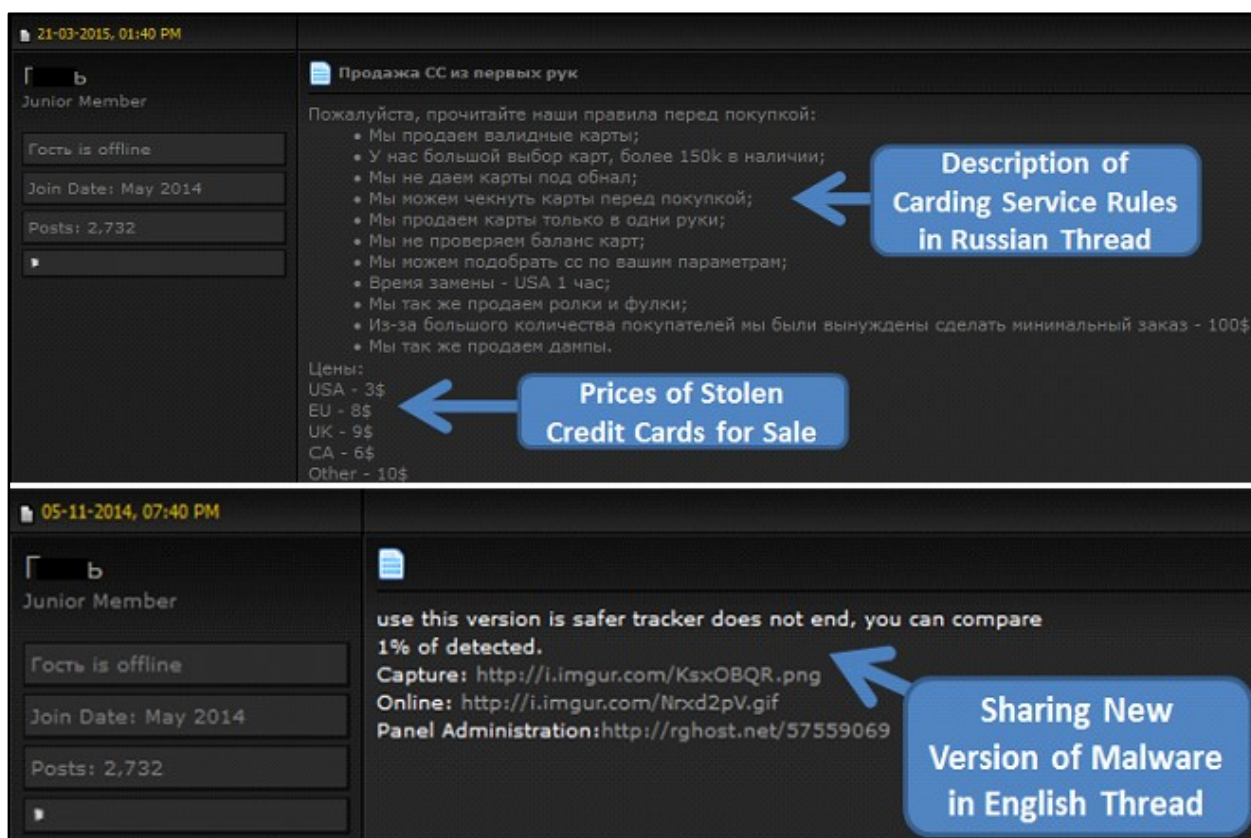 21-03-2015, 01:40 PM
Г ь
Junior Member
Гость is offline
Join Date: May 2014
Posts: 2,732
Продажа СС из первых рук
Пожалуйста, прочитайте наши правила перед покупкой:
• Мы продаем валидные карты;
• У нас большой выбор карт, более 150k в наличии;
• Мы не даем карты под обнал;
• Мы можем чекнуть карты перед покупкой;
• Мы продаем карты только в одни руки;
• Мы не проверяем баланс карт;
• Мы можем подобрать сс по вашим параметрам;
• Время замены - USA 1 час;
• Мы так же продаем ролки и фулки;
• Из-за большого количества покупателей мы были вынуждены сделать минимальный заказ - 100$
• Мы так же продаем дампы.
Цены:
USA - 3$
EU - 8$
UK - 9$
CA - 6$
Other - 10$
Description of
Carding Service Rules
in Russian Thread
Prices of Stolen
Credit Cards for Sale
05-11-2014, 07:40 PM
Г ь
Junior Member
Гость is offline
Join Date: May 2014
Posts: 2,732
use this version is safer tracker does not end, you can compare
1% of detected.
Capture: http://i.imgur.com/KsxOBQR.png
Online: http://i.imgur.com/Nrxd2pV.gif
Panel Administration:http://rghost.net/57559069
Sharing New
Version of Malware
in English Thread